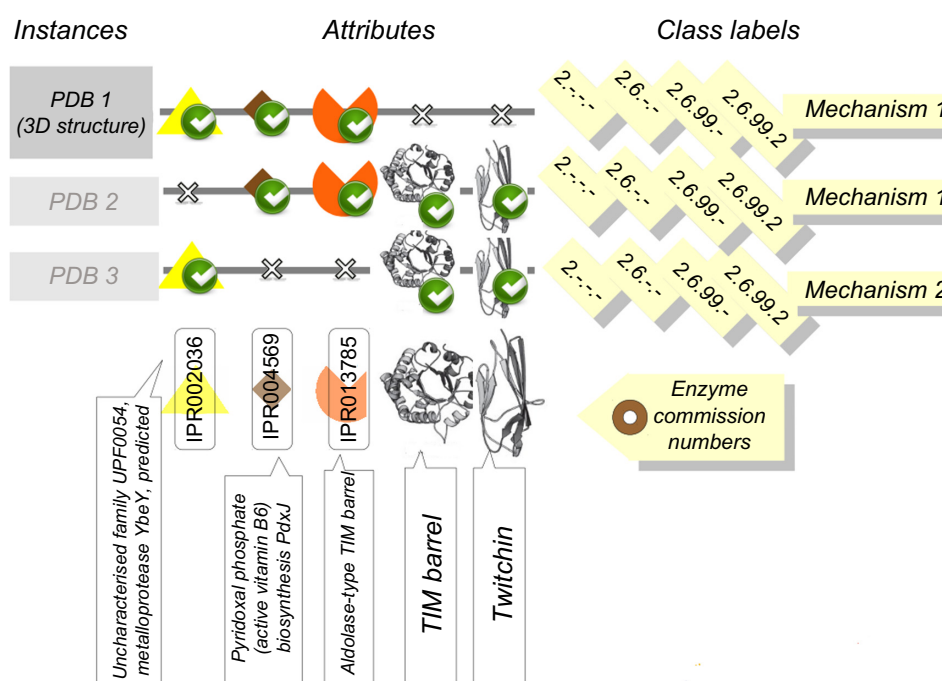 Instances
Attributes
Class labels
PDB 1
(3D structure)
2.-.-.-
2.6.-.-
2.6.99.-
2.6.99.2
Mechanism 1
PDB 2
2.-.-.-
2.6.-.-
2.6.99.-
2.6.99.2
Mechanism 1
PDB 3
2.-.-.-
2.6.-.-
2.6.99.-
2.6.99.2
Mechanism 2
IPR002036
IPR004569
IPR013785
Enzyme
commission
numbers
Uncharacterised family UPF0054,
metalloprotease YbeY, predicted
Pyridoxal phosphate
(active vitamin B6)
biosynthesis PdxJ
Aldolase-type TIM barrel
TIM barrel
Twitchin